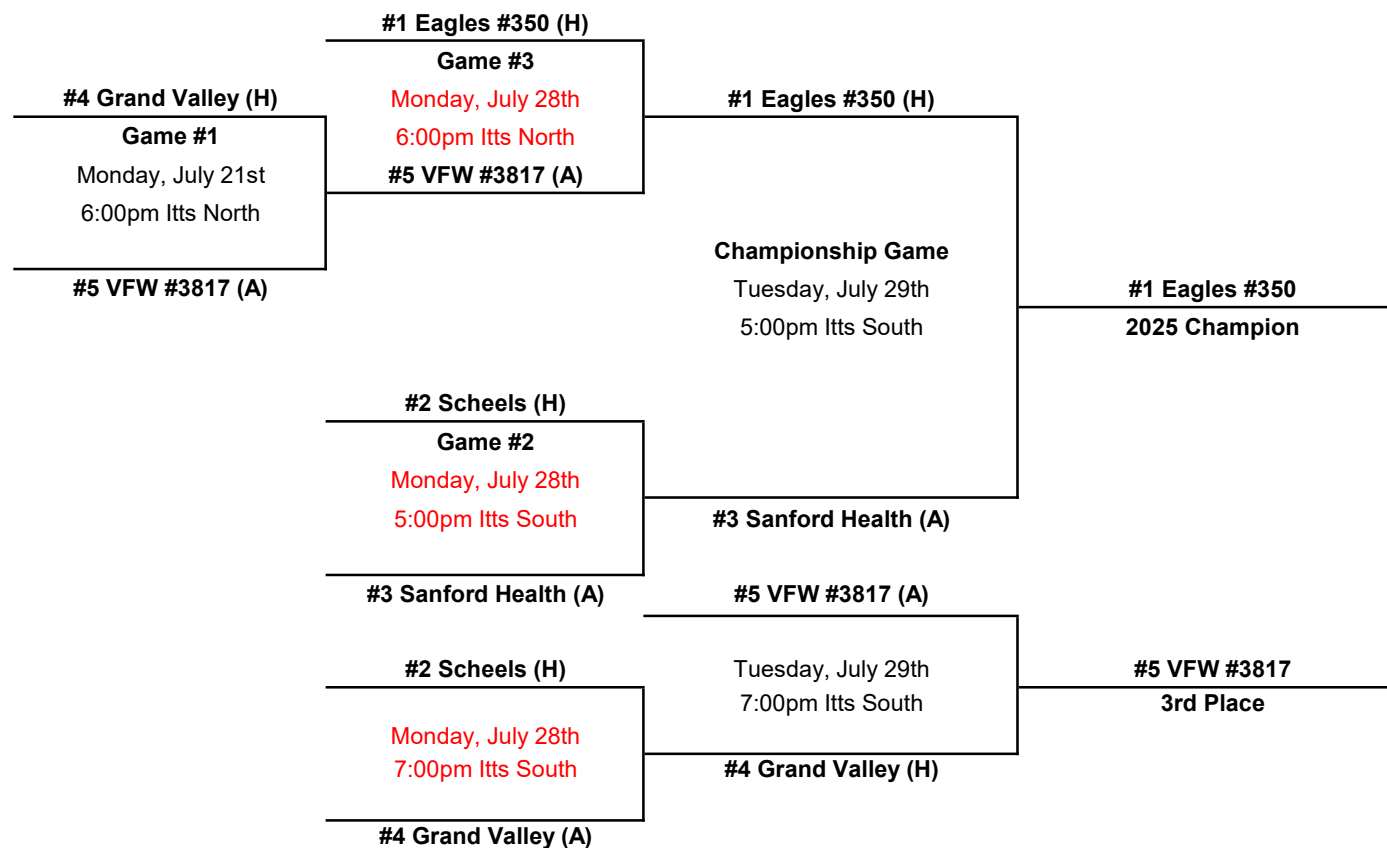 #1 Eagles #350 (H)
Game #3
#4 Grand Valley (H)
Monday, July 28th
#1 Eagles #350 (H)
Game #1
6:00pm Itts North
Monday, July 21st
#5 VFW #3817 (A)
6:00pm Itts North
Championship Game
#5 VFW #3817 (A)
Tuesday, July 29th
#1 Eagles #350
5:00pm Itts South
2025 Champion
#2 Scheels (H)
Game #2
Monday, July 28th
5:00pm Itts South
#3 Sanford Health (A)
#3 Sanford Health (A)
#5 VFW #3817 (A)
#2 Scheels (H)
Tuesday, July 29th
#5 VFW #3817
7:00pm Itts South
3rd Place
Monday, July 28th
7:00pm Itts South
#4 Grand Valley (H)
#4 Grand Valley (A)